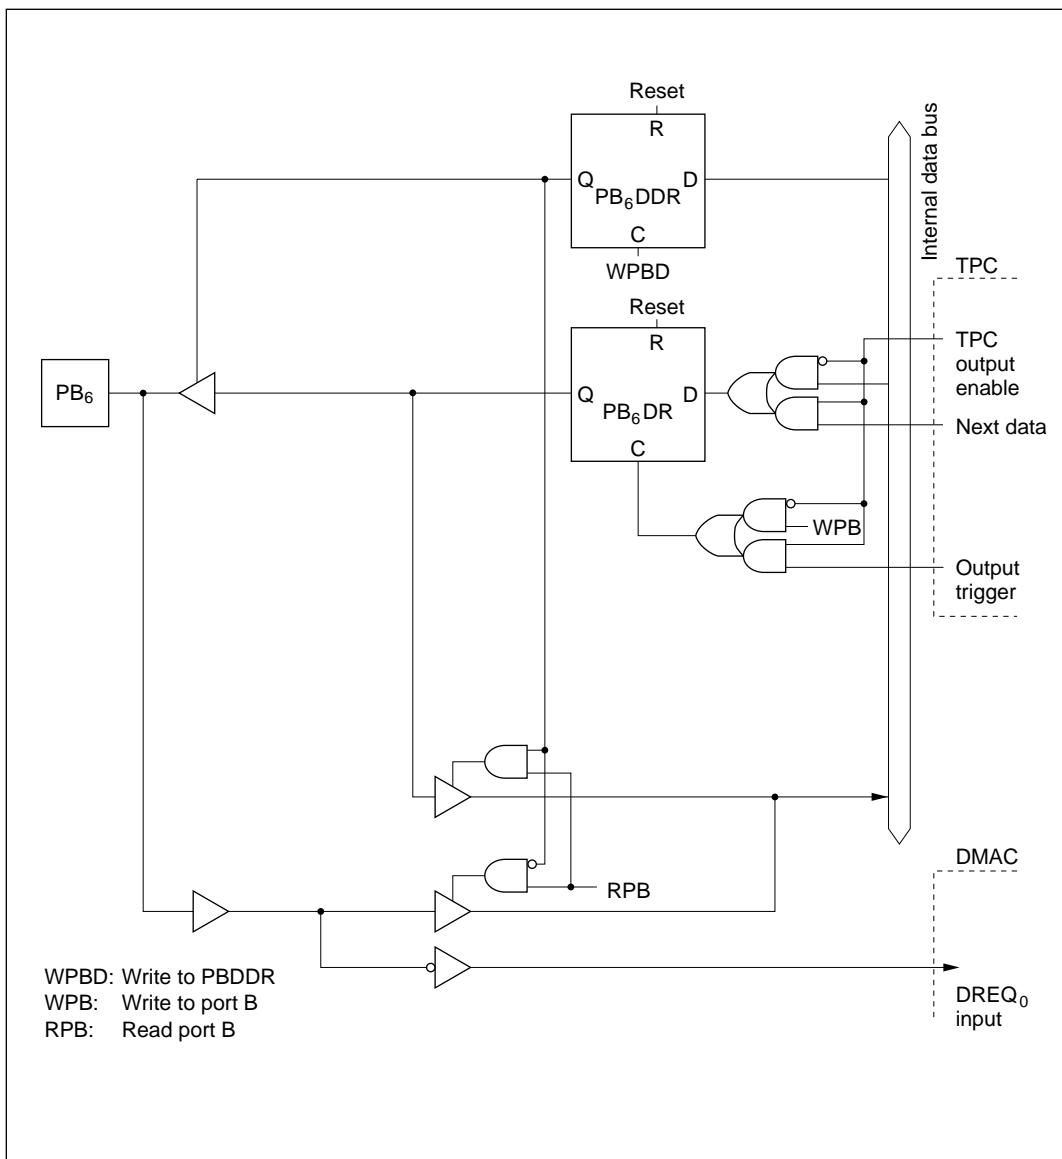 Reset
R
Q
D
PB6DDR
C
WPBD
Internal data bus
TPC
Reset
R
TPC
output
enable
PB6
Q
D
PB6DR
C
Next data
WPB
Output
trigger
DMAC
RPB
WPBD: Write to PBDDR
WPB: Write to port B
RPB: Read port B
DREQ0
input